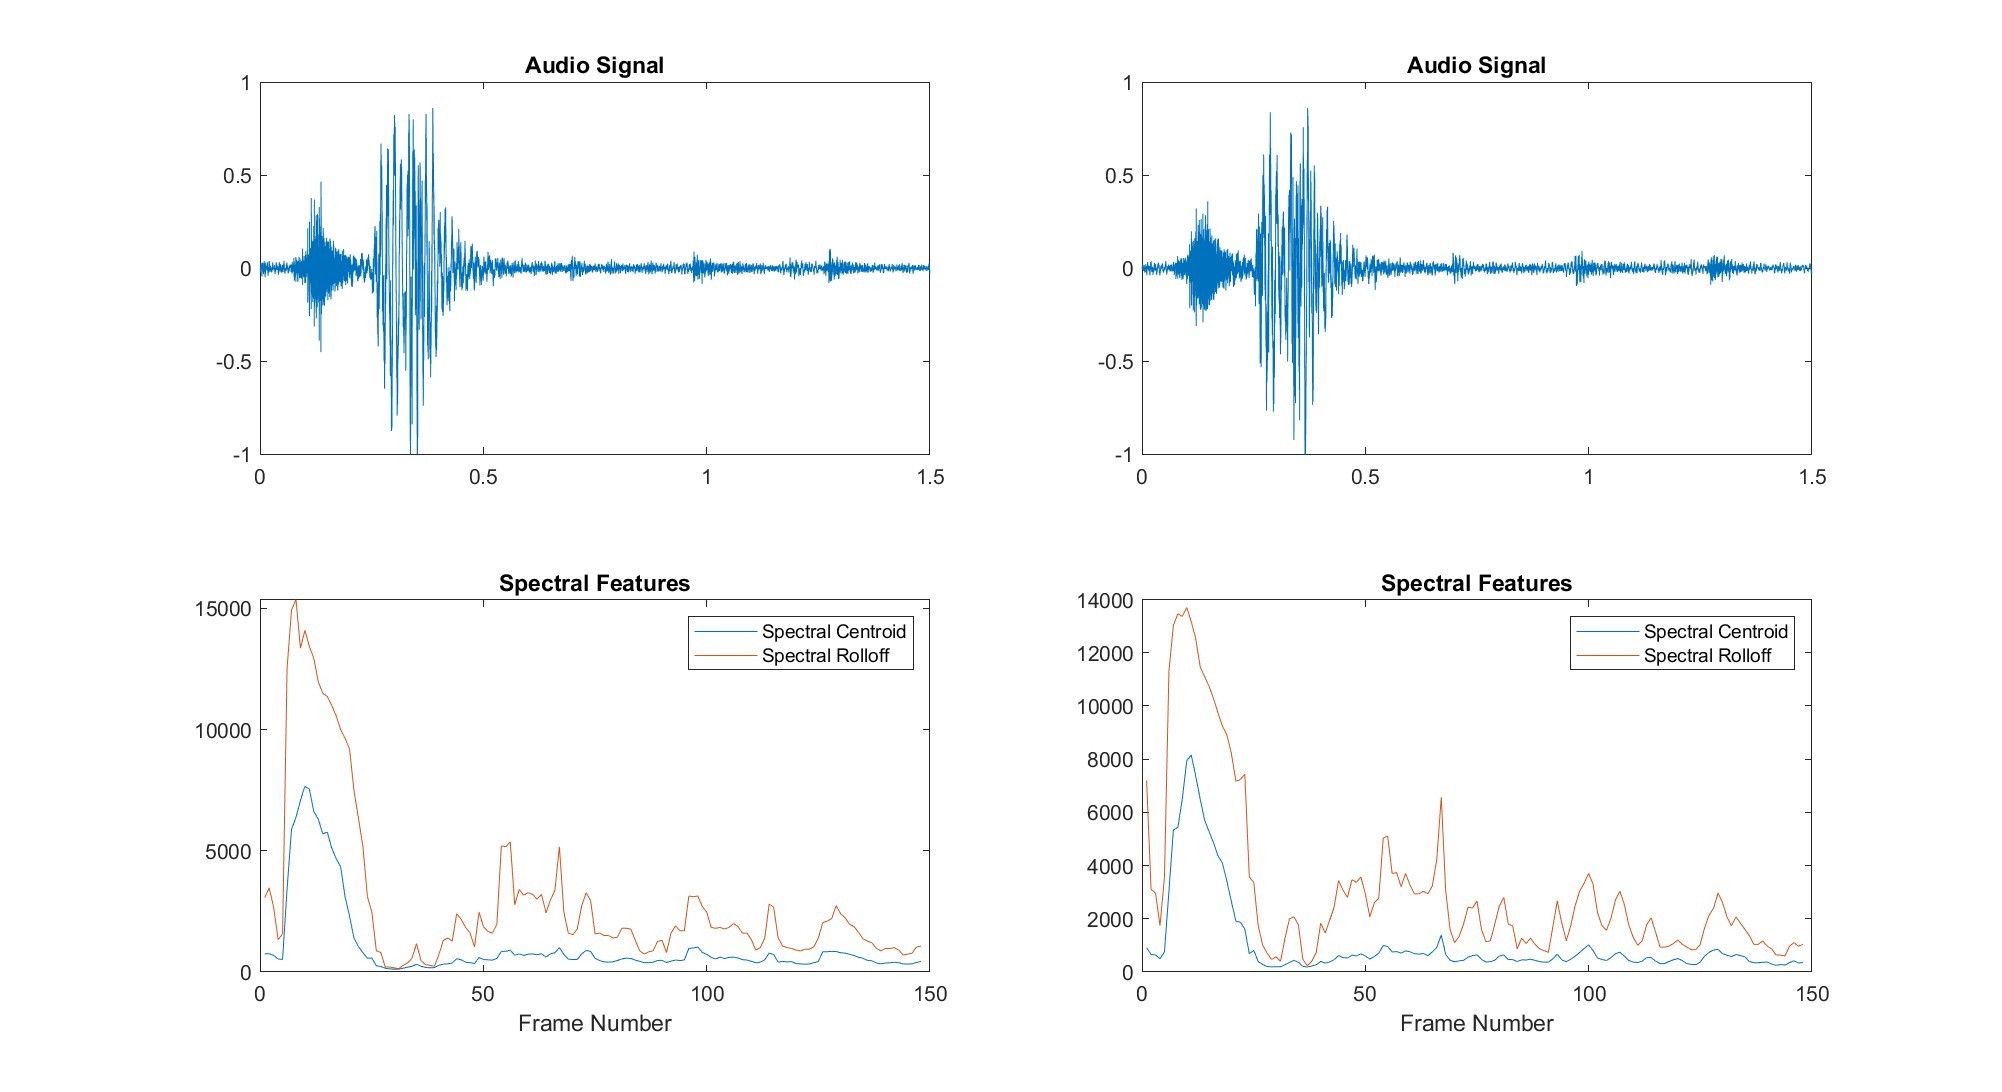 Audio Signal
1
0.5
0
-0.5
-1
0 0.5 1 1.5
Audio Signal
1
0.5
0
-0.5
-1
0 0.5 1 1.5
Spectral Features
15000
10000
5000
0
Spectral Centroid
Spectral Rolloff
0 50 100 150
Frame Number
Spectral Features
14000
12000
10000
8000
6000
4000
2000
0
Spectral Centroid
Spectral Rolloff
0 50 100 150
Frame Number